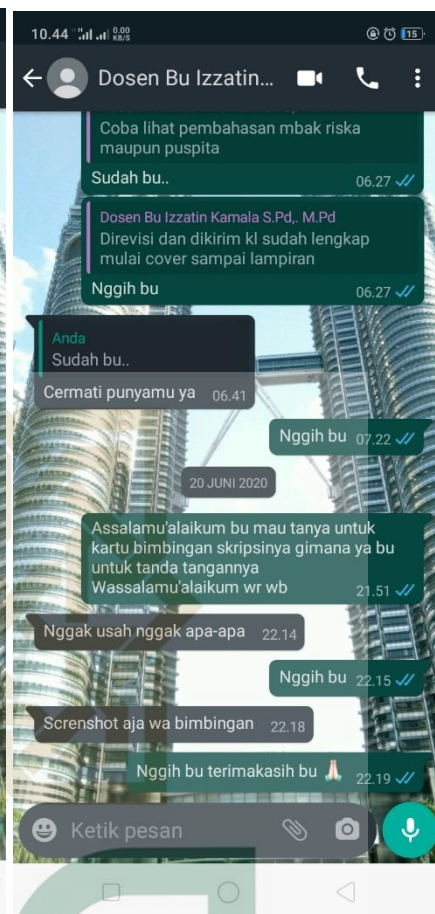 10.44
0.00
KB/S
15
Dosen Bu Izzatin...
Coba lihat pembahasan mbak riska
maupun puspita
Sudah bu..
06.27
Dosen Bu Izzatin Kamala S.Pd,. M.Pd
Direvisi dan dikirim kl sudah lengkap
mulai cover sampai lampiran
Nggih bu
06.27
Anda
Sudah bu..
Cermati punyamu ya 06.41
Nggih bu 07.22
20 JUNI 2020
Assalamu'alaikum bu mau tanya untuk
kartu bimbingan skripsinya gimana ya bu
untuk tanda tangannya
Wassalamu'alaikum wr wb
21.51
Nggak usah nggak apa-apa 22.14
Nggih bu 22.15
Screnshot aja wa bimbingan 22.18
Nggih bu terimakasih bu 🙏🏻 22.19
Ketik pesan